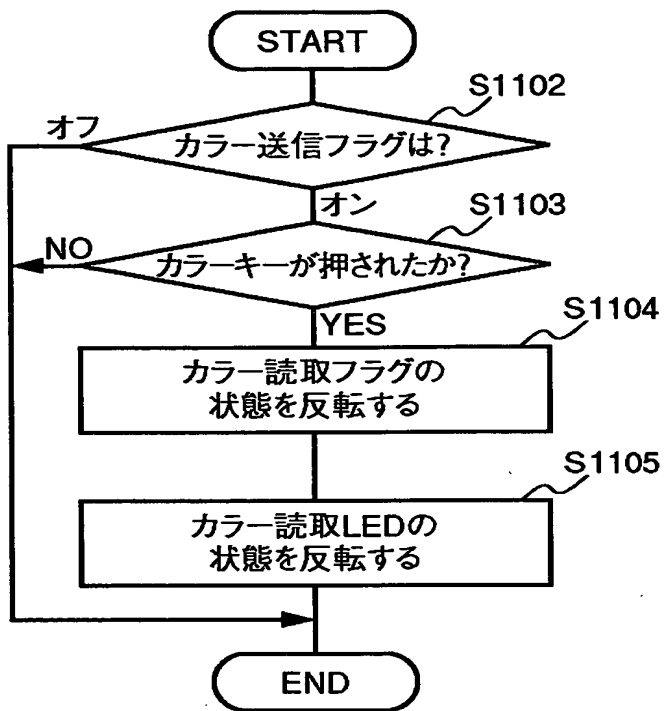 START
S1102
オフ
カラー送信フラグは?
オン
S1103
NO
カラーキーが押されたか?
YES
S1104
カラー読取フラグの
状態を反転する
S1105
カラー読取LEDの
状態を反転する
END